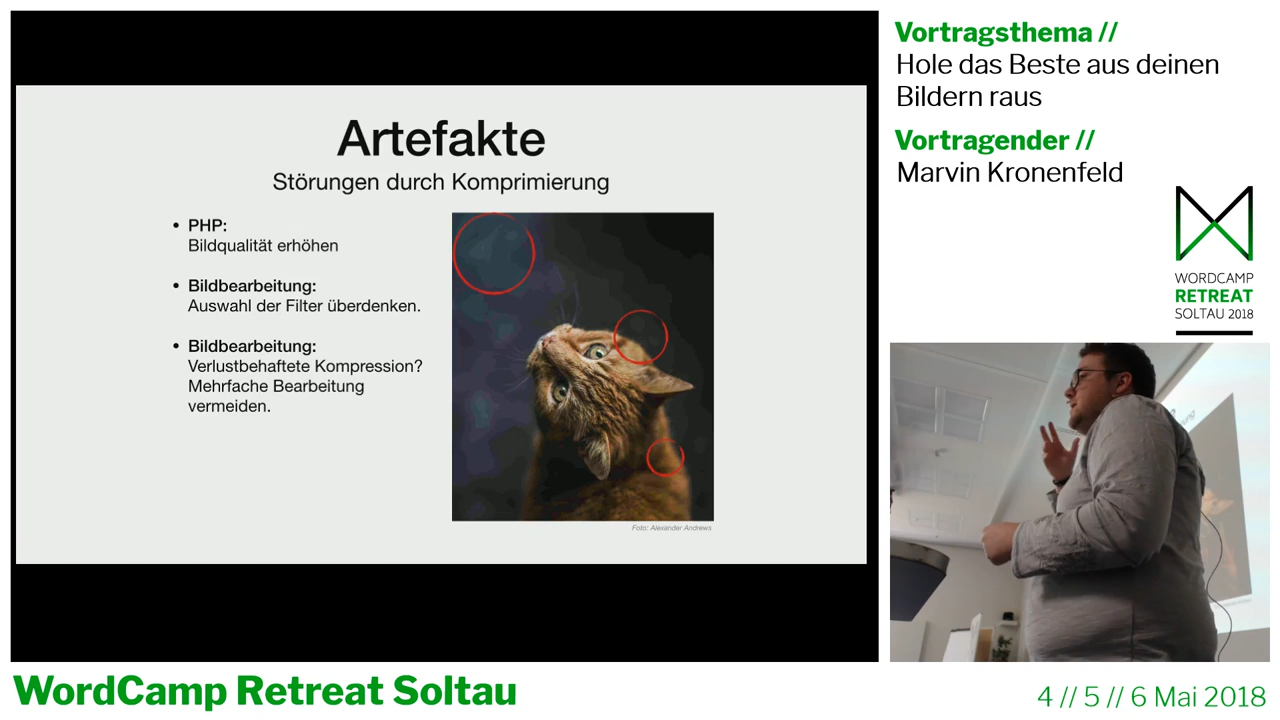 Artefakte
Störungen durch Komprimierung
• PHP:
Bildqualität erhöhen
• Bildbearbeitung:
Auswahl der Filter überdenken.
• Bildbearbeitung:
Verlustbehaftete Kompression?
Mehrfache Bearbeitung
vermeiden.
Foto: Alexander Andrews
Vortragsthema //
Hole das Beste aus deinen
Bildern raus
Vortragender //
Marvin Kronenfeld
WORDCAMP
RETREAT
SOLTAU 2018
WordCamp Retreat Soltau
4 // 5 // 6 Mai 2018